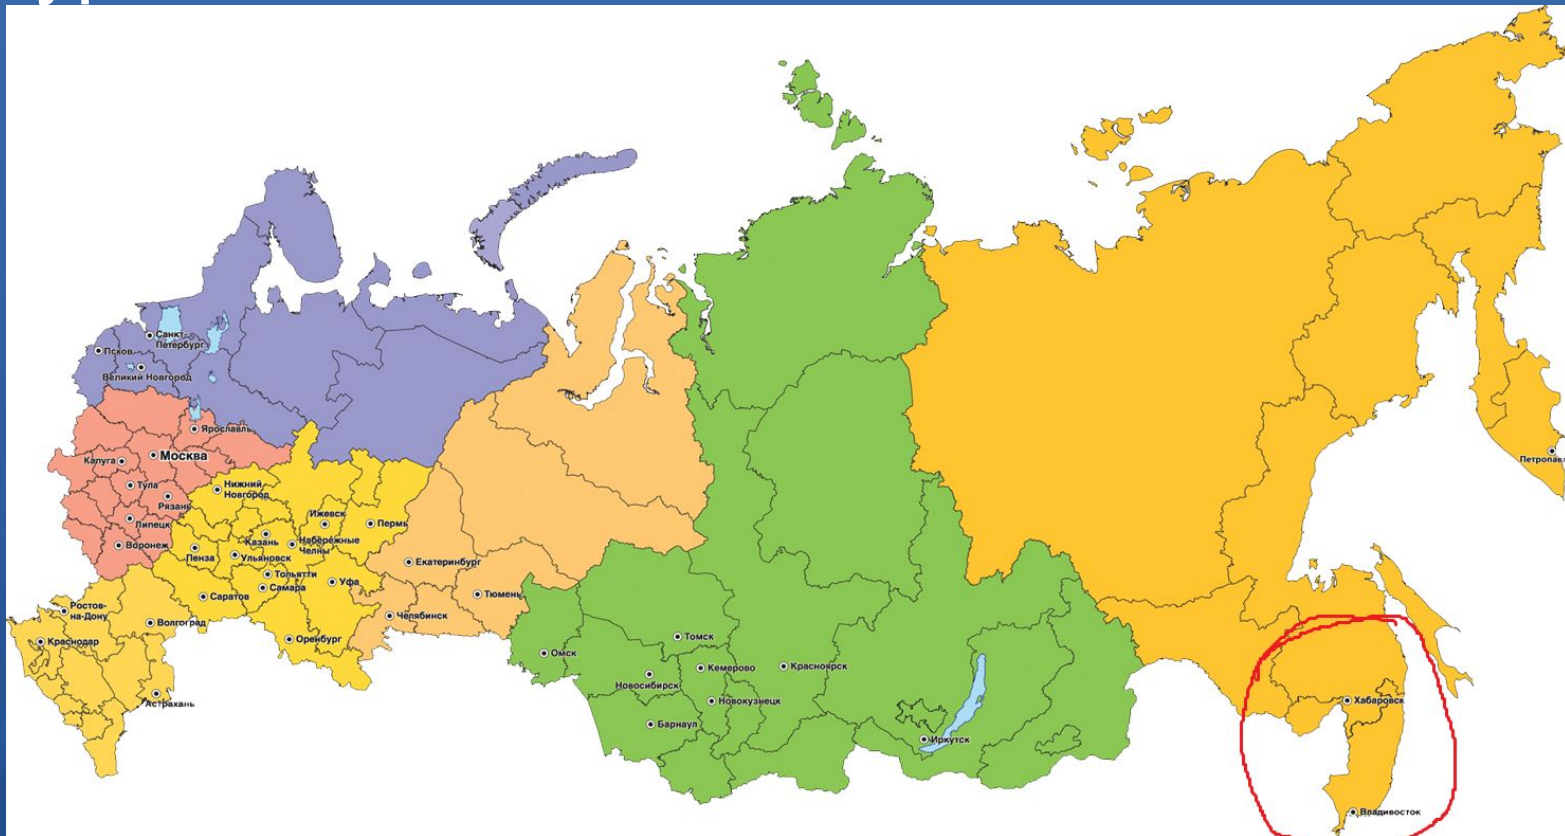 Санкт-
Петербург
Псков
Великий Новгород
Ярославль
Москва
Калуга
Тула
Рязань
Липецк
Воронеж
Нижний
Новгород
Ижевск
Пермь
Казань
Набережные
Челны
Пенза
Ульяновск
Тольятти
Самара
Уфа
Саратов
Оренбург
Екатеринбург
Тюмень
Челябинск
Ростов-
на-Дону
Волгоград
Краснодар
Астрахань
Омск
Томск
Новосибирск
Кемерово
Красноярск
Новокузнецк
Барнаул
Иркутск
Петропав
Хабаровск
Владивосток